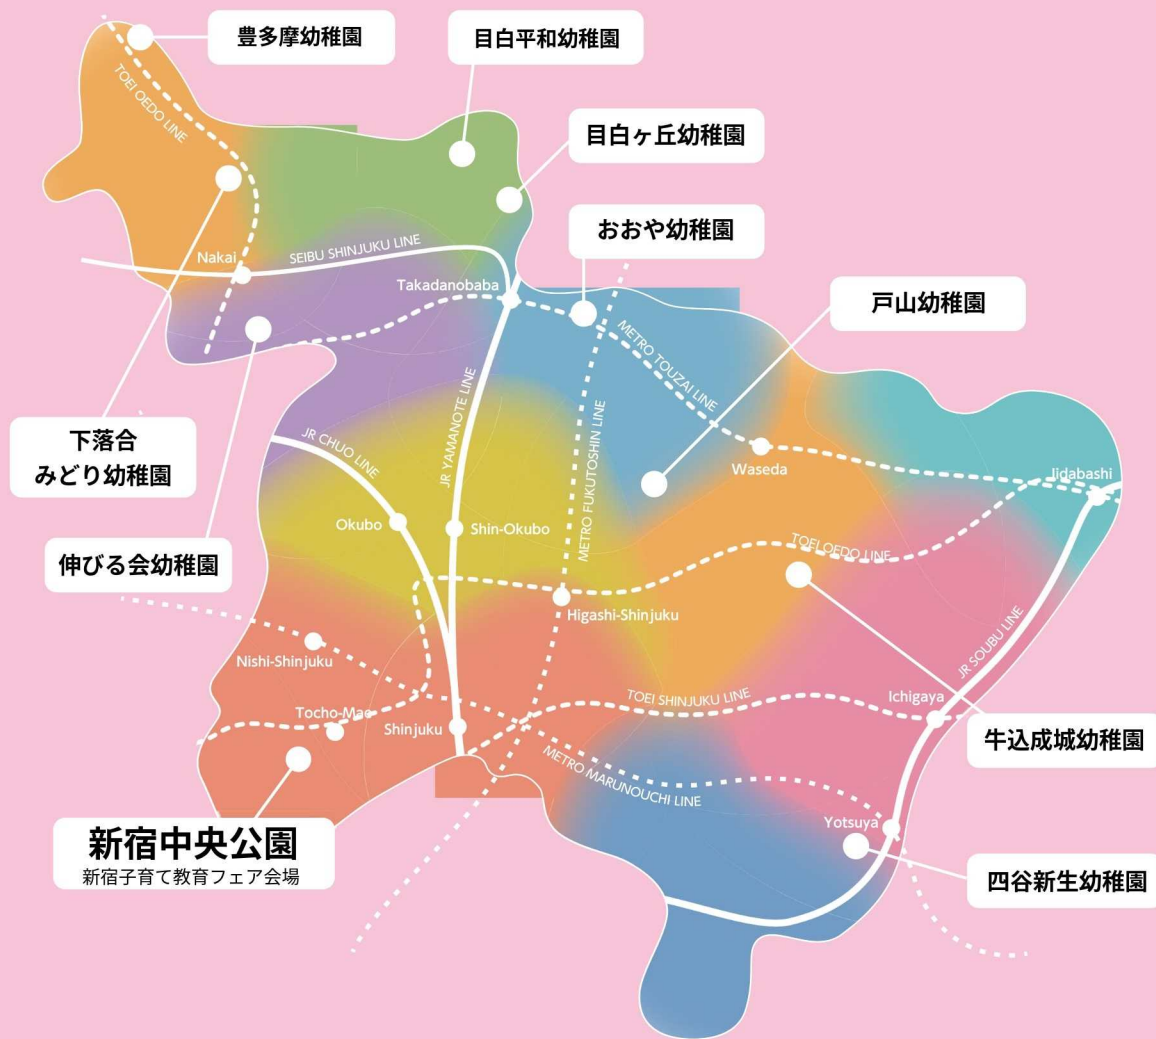 豊多摩幼稚園
目白平和幼稚園
TOEI OEDO LINE
目白ヶ丘幼稚園
おおや幼稚園
Nakai
SEIBU SHINJUKU LINE
Takadanobaba
戸山幼稚園
METRO TOUZAI LINE
JR YAMANOTE LINE
下落合
みどり幼稚園
JR CHUO LINE
METRO FUKUTOSHIN LINE
Waseda
Iidabashi
Okubo
Shin-Okubo
TOEI OEDO LINE
伸びる会幼稚園
Higashi-Shinjuku
JR SOUBU LINE
Nishi-Shinjuku
TOEI SHINJUKU LINE
Ichigaya
Tocho-Mae
Shinjuku
牛込成城幼稚園
METRO MARUNOUCHI LINE
Yotsuya
新宿中央公園
新宿子育て教育フェア会場
四谷新生幼稚園